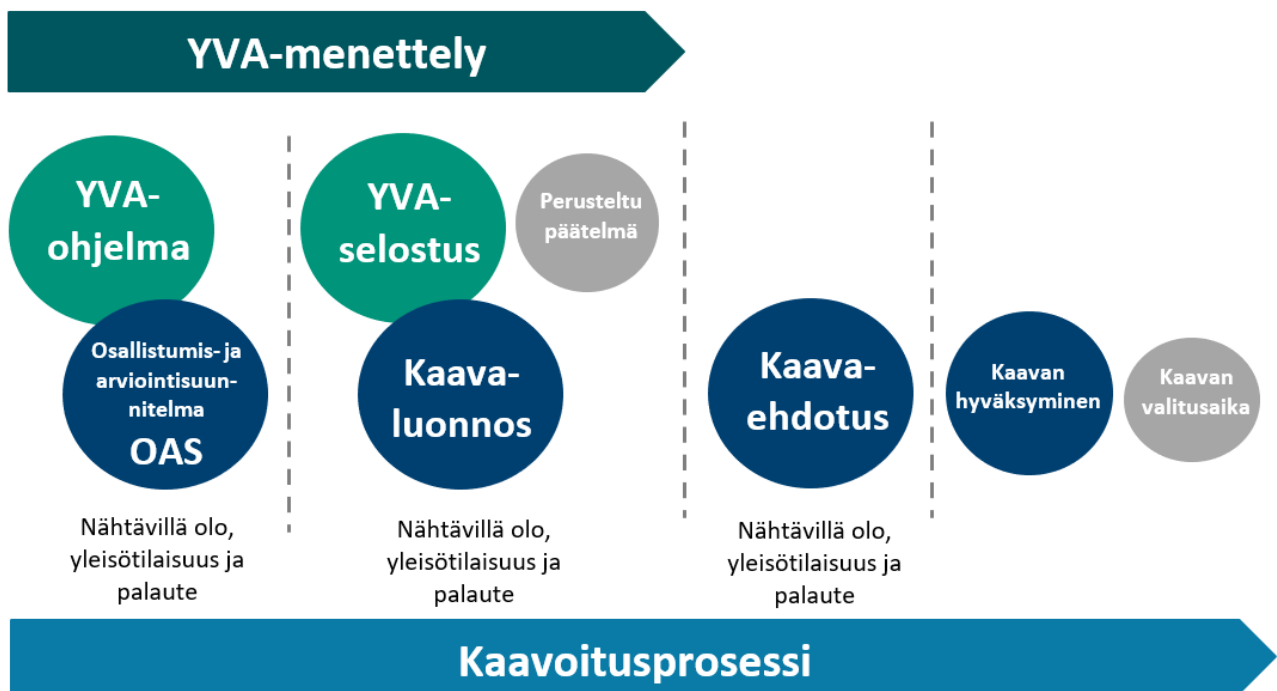 YVA-menettely
YVA-
ohjelma
Osallistumis- ja
arviointisuun-
nitelma
OAS
Nähtävillä olo,
yleisötilaisuus ja
palaute
YVA-
selostus
Perusteltu
päätelmä
Kaava-
luonnos
Nähtävillä olo,
yleisötilaisuus ja
palaute
Kaava-
ehdotus
Nähtävillä olo,
yleisötilaisuus ja
palaute
Kaavan
hyväksyminen
Kaavan
valitusaika
Kaavoitusprosessi